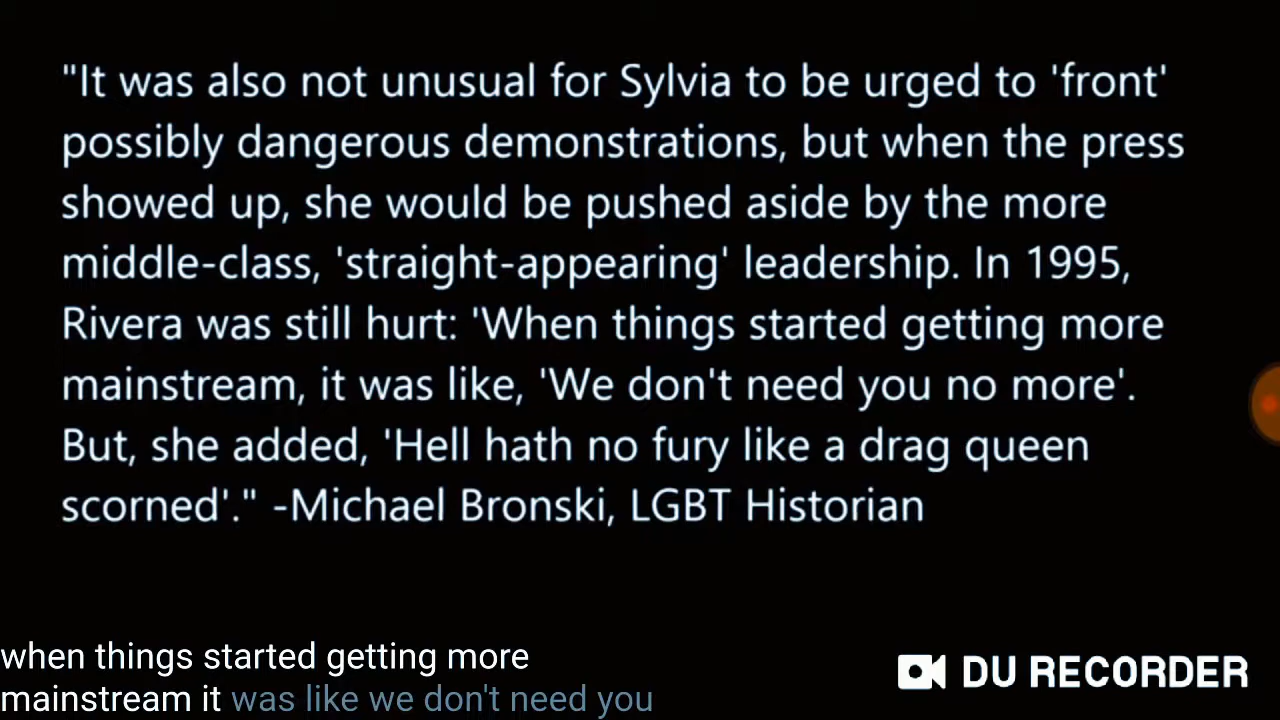 "It was also not unusual for Sylvia to be urged to 'front'
possibly dangerous demonstrations, but when the press
showed up, she would be pushed aside by the more
middle-class, 'straight-appearing' leadership. In 1995,
Rivera was still hurt: 'When things started getting more
mainstream, it was like, 'We don't need you no more'.
But, she added, 'Hell hath no fury like a drag queen
scorned'." -Michael Bronski, LGBT Historian
when things started getting more
mainstream it was like we don't need you
DU RECORDER